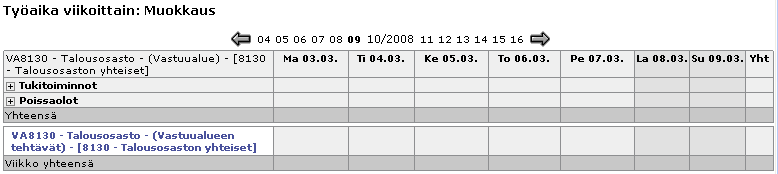 Työaika viikoittain: Muokkaus
04 05 06 07 08 09 10/2008 11 12 13 14 15 16
VA8130 - Talousosasto - (Vastuualue) - [8130 Ma 03.03. Ti 04.03. Ke 05.03. To 06.03. Pe 07.03. La 08.03. Su 09.03. Yht
- Talousosaston yhteiset]
Tukitoiminnot
Poissaolot
Yhteensä
VA8130 - Talousosasto - (Vastuualueen
tehtävät) - [8130 - Talousosaston yhteiset]
Viikko yhteensä